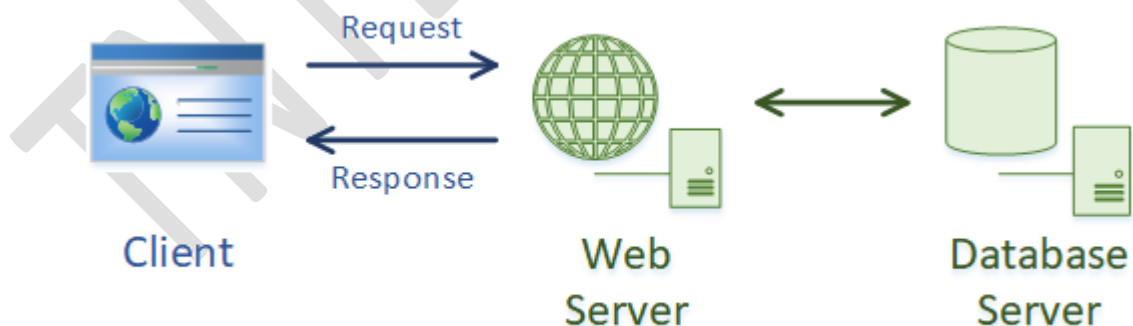 Request
Response
Client
Web
Server
Database
Server